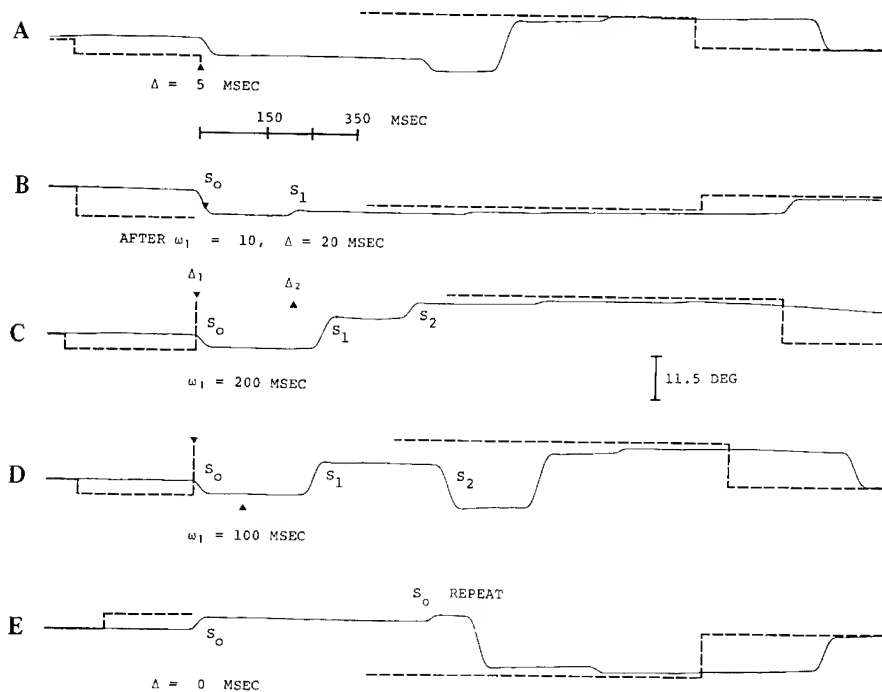 A
Δ = 5 MSEC
150 350 MSEC
B
S₀
S₁
AFTER ω₁ = 10, Δ = 20 MSEC
Δ₁
Δ₂
C
S₀
S₁
S₂
ω₁ = 200 MSEC
11.5 DEG
D
S₀
S₁
S₂
ω₁ = 100 MSEC
S₀ REPEAT
E
S₀
Δ = 0 MSEC